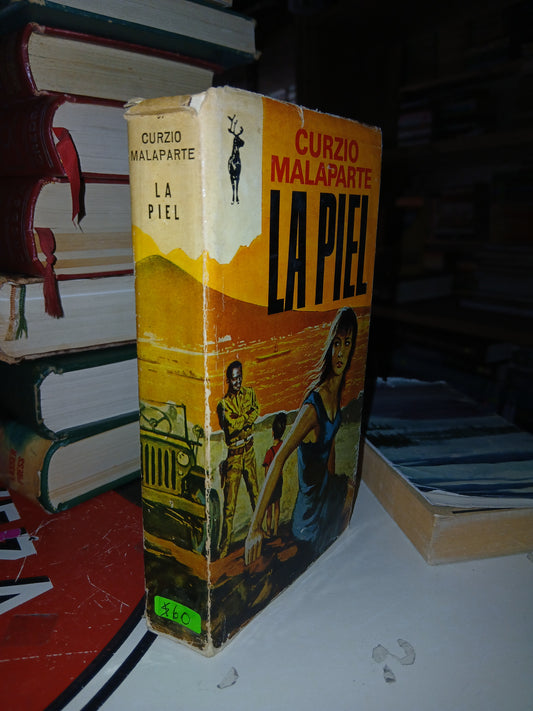 CURZIO
MALAPARTE
LA
PIEL
CURZIO
MALAPARTE
LA PIEL
$60